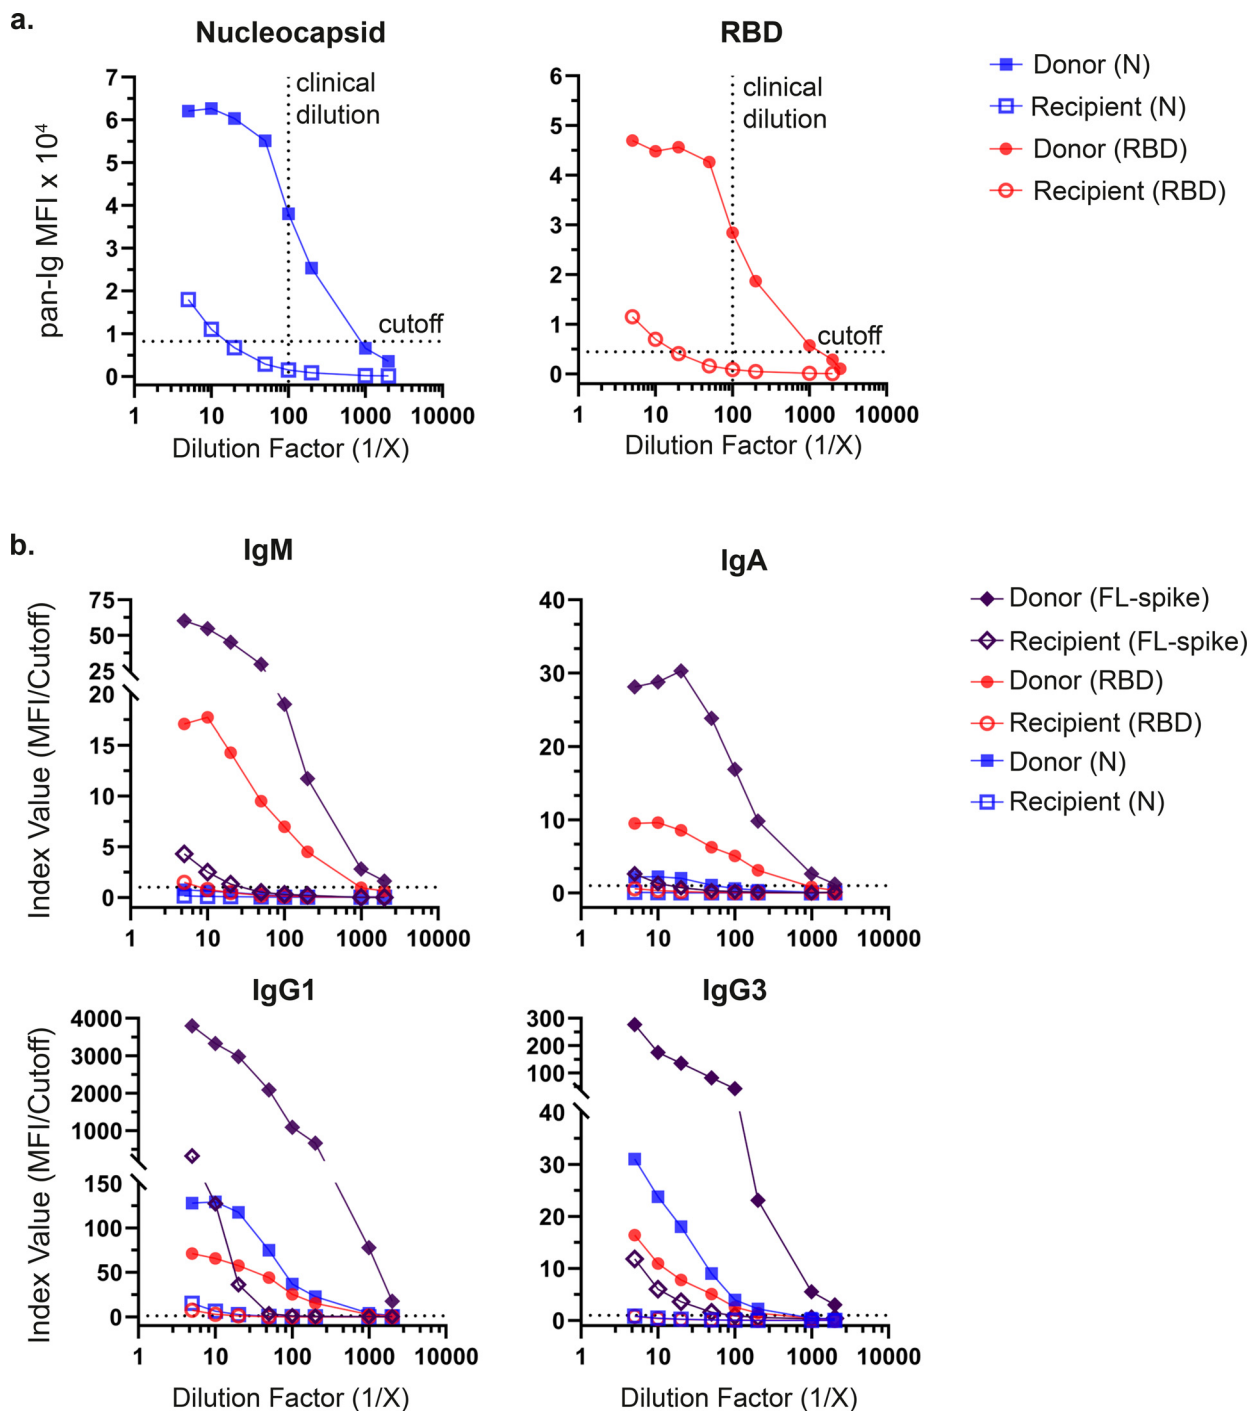 a.
Nucleocapsid
RBD
pan-Ig MFI x 10⁴
7
6
5
4
3
2
1
0
clinical
dilution
cutoff
1
10
100
1000
10000
Dilution Factor (1/X)
6
5
4
3
2
1
0
clinical
dilution
cutoff
1
10
100
1000
10000
Dilution Factor (1/X)
Donor (N)
Recipient (N)
Donor (RBD)
Recipient (RBD)
b.
IgM
IgA
Index Value (MFI/Cutoff)
75
50
25
20
15
10
5
0
1
10
100
1000
10000
40
30
20
10
0
1
10
100
1000
10000
Donor (FL-spike)
Recipient (FL-spike)
Donor (RBD)
Recipient (RBD)
Donor (N)
Recipient (N)
IgG1
IgG3
Index Value (MFI/Cutoff)
4000
3000
2000
1000
150
100
50
0
1
10
100
1000
10000
Dilution Factor (1/X)
300
200
100
40
30
20
10
0
1
10
100
1000
10000
Dilution Factor (1/X)